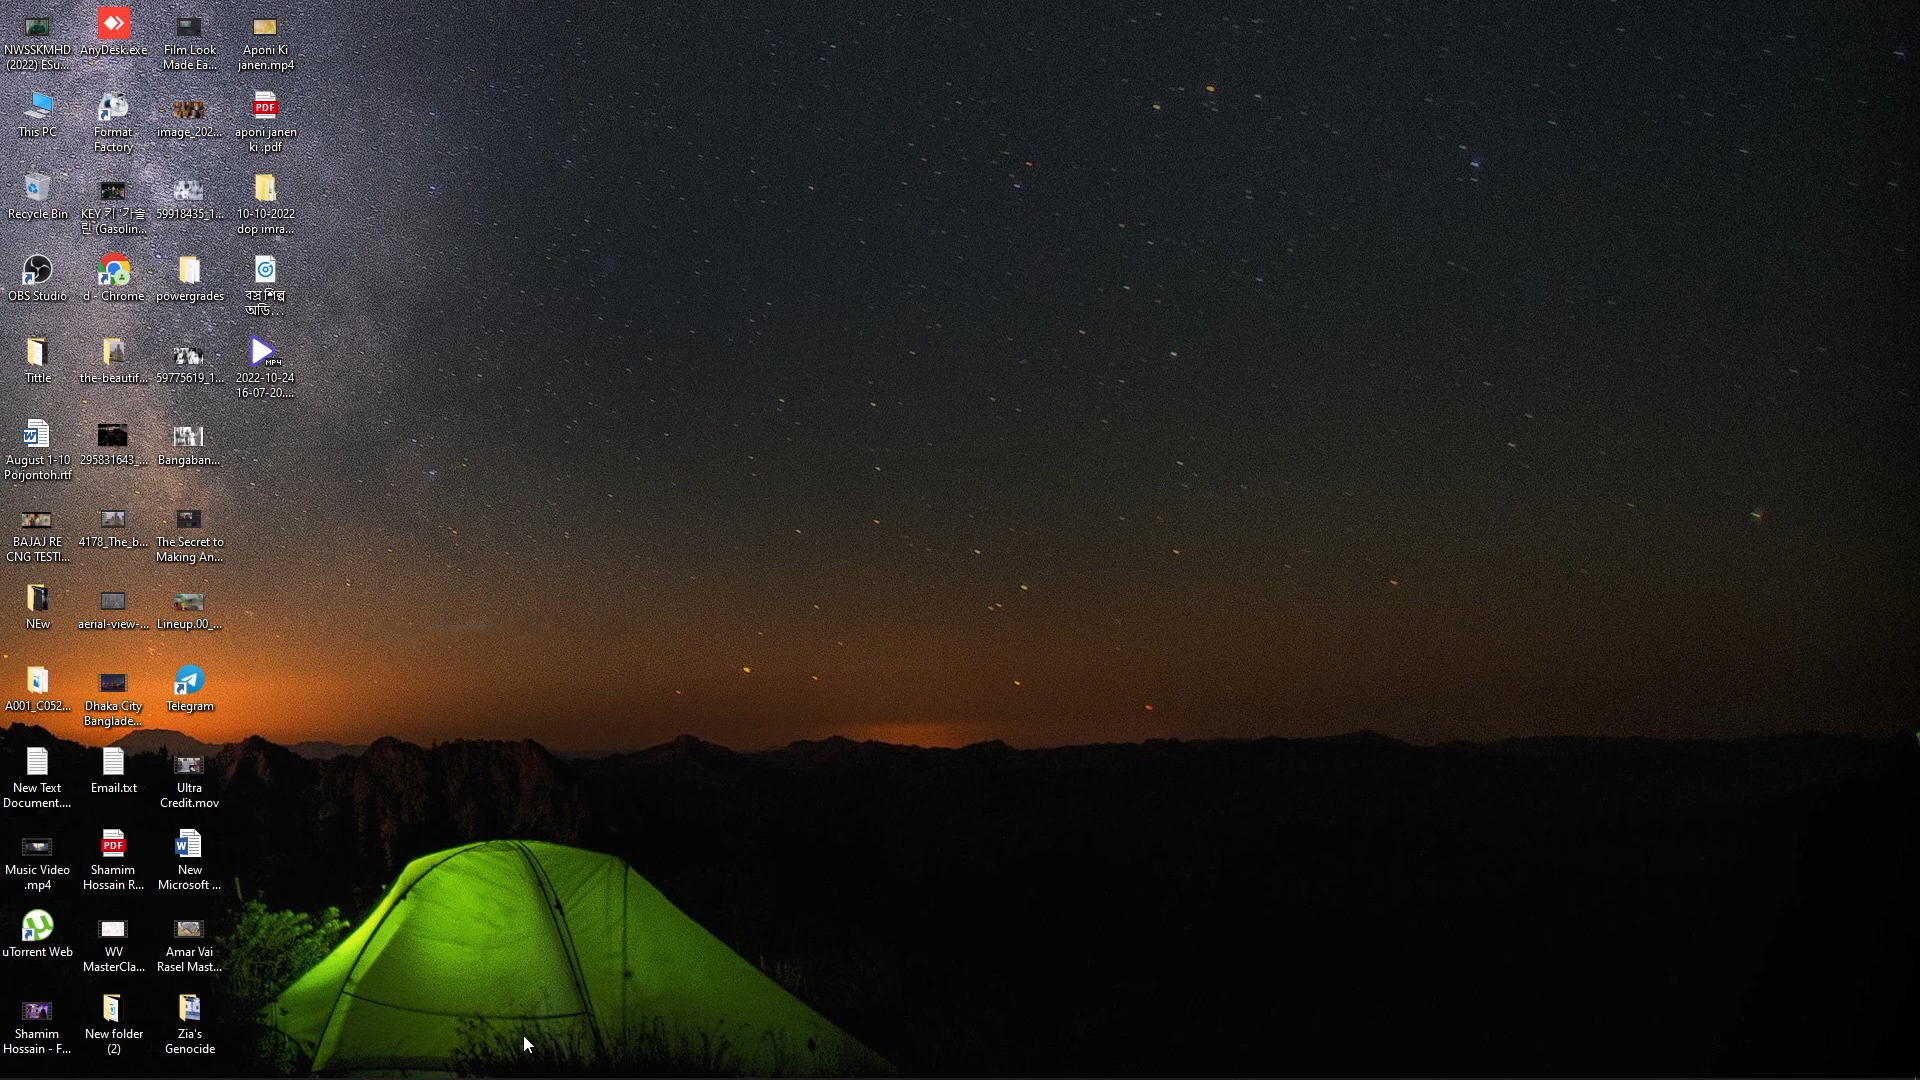 NWSSKMHD
(2022) ESu...
AnyDesk.exe
Film Look
Made Ea...
Aponi Ki
janen.mp4
This PC
Format
Factory
image_202...
PDF
aponi janen
ki .pdf
Recycle Bin
KEY 키 '가솔
린 (Gasolin...
59918435_1...
10-10-2022
dop imra...
OBS Studio
d - Chrome
powergrades
বস্ত্র শিল্প
অডি...
Tittle
the-beautif...
59775619_1...
MP4
2022-10-24
16-07-20....
August 1-10
Porjontoh.rtf
295831643_...
Bangaban...
BAJAJ RE
CNG TESTI...
4178_The_b...
The Secret to
Making An...
NEw
aerial-view-...
Lineup.00_...
A001_C052...
Dhaka City
Banglade...
Telegram
New Text
Document....
Email.txt
Ultra
Credit.mov
Music Video
.mp4
PDF
Shamim
Hossain R...
New
Microsoft ...
uTorrent Web
WV
MasterCla...
Amar Vai
Rasel Mast...
Shamim
Hossain - F...
New folder
(2)
Zia's
Genocide